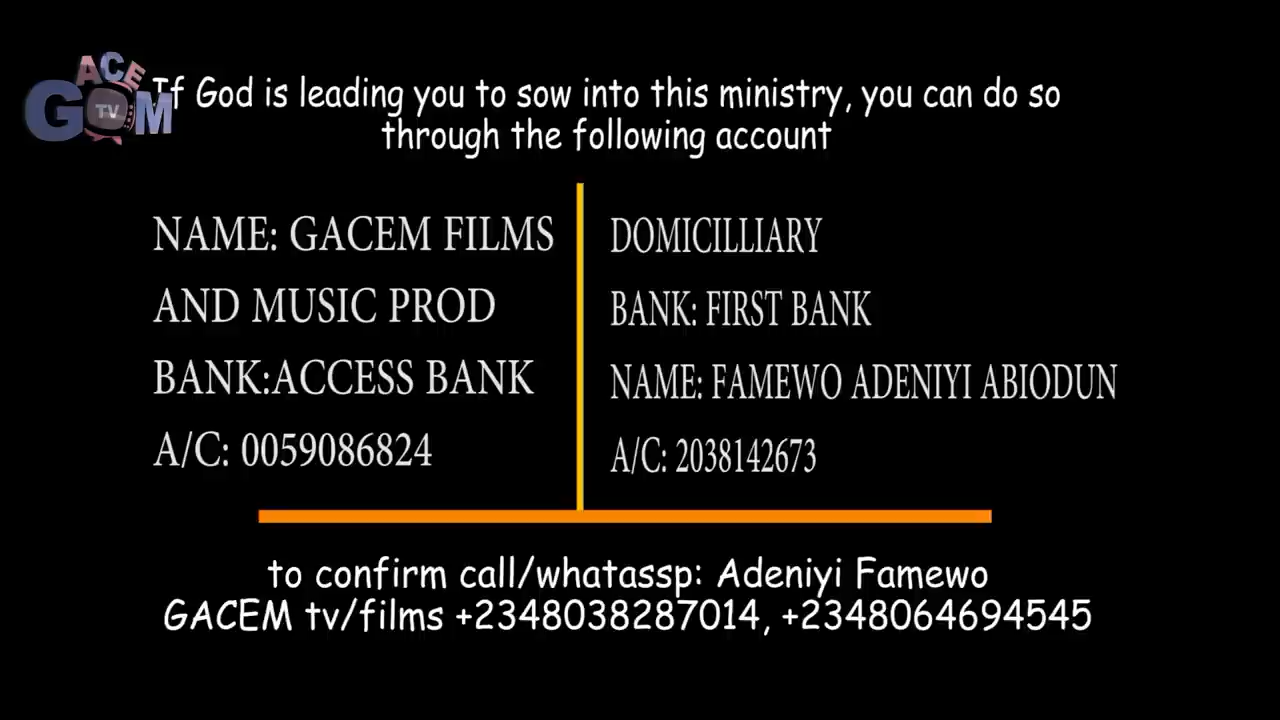 GACEM TV
If God is leading you to sow into this ministry, you can do so
through the following account
NAME: GACEM FILMS
AND MUSIC PROD
BANK:ACCESS BANK
A/C: 0059086824
DOMICILLIARY
BANK: FIRST BANK
NAME: FAMEWO ADENIYI ABIODUN
A/C: 2038142673
to confirm call/whatassp: Adeniyi Famewo
GACEM tv/films +2348038287014, +2348064694545